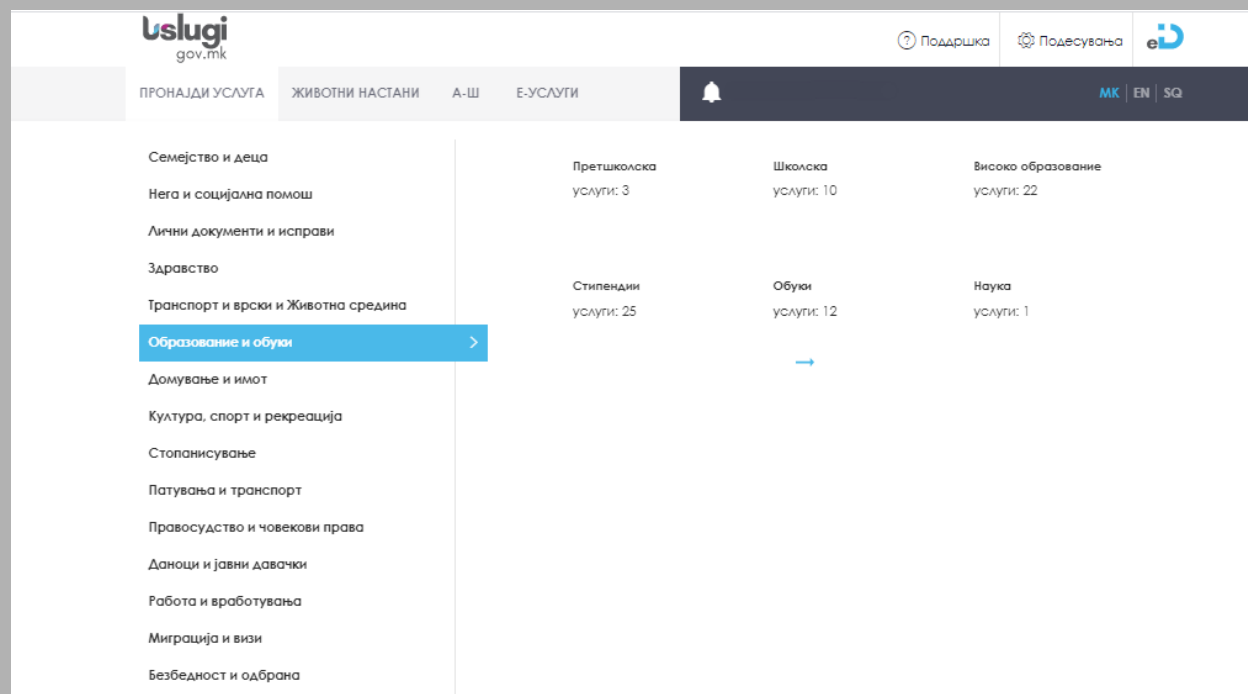 Uslugi
gov.mk
? Поддршка
Подесувања
eID
ПРОНАЈДИ УСЛУГА
ЖИВОТНИ НАСТАНИ
А-Ш
Е-УСЛУГИ
MK | EN | SQ
Семејство и деца
Нега и социјална помош
Лични документи и исправи
Здравство
Транспорт и врски и Животна средина
Образование и обуки
Домување и имот
Култура, спорт и рекреација
Стопанисување
Патувања и транспорт
Правосудство и човекови права
Даноци и јавни давачки
Работа и вработувања
Миграција и визи
Безбедност и одбрана
Претшколска
услуги: 3
Школска
услуги: 10
Високо образование
услуги: 22
Стипендии
услуги: 25
Обуки
услуги: 12
Наука
услуги: 1